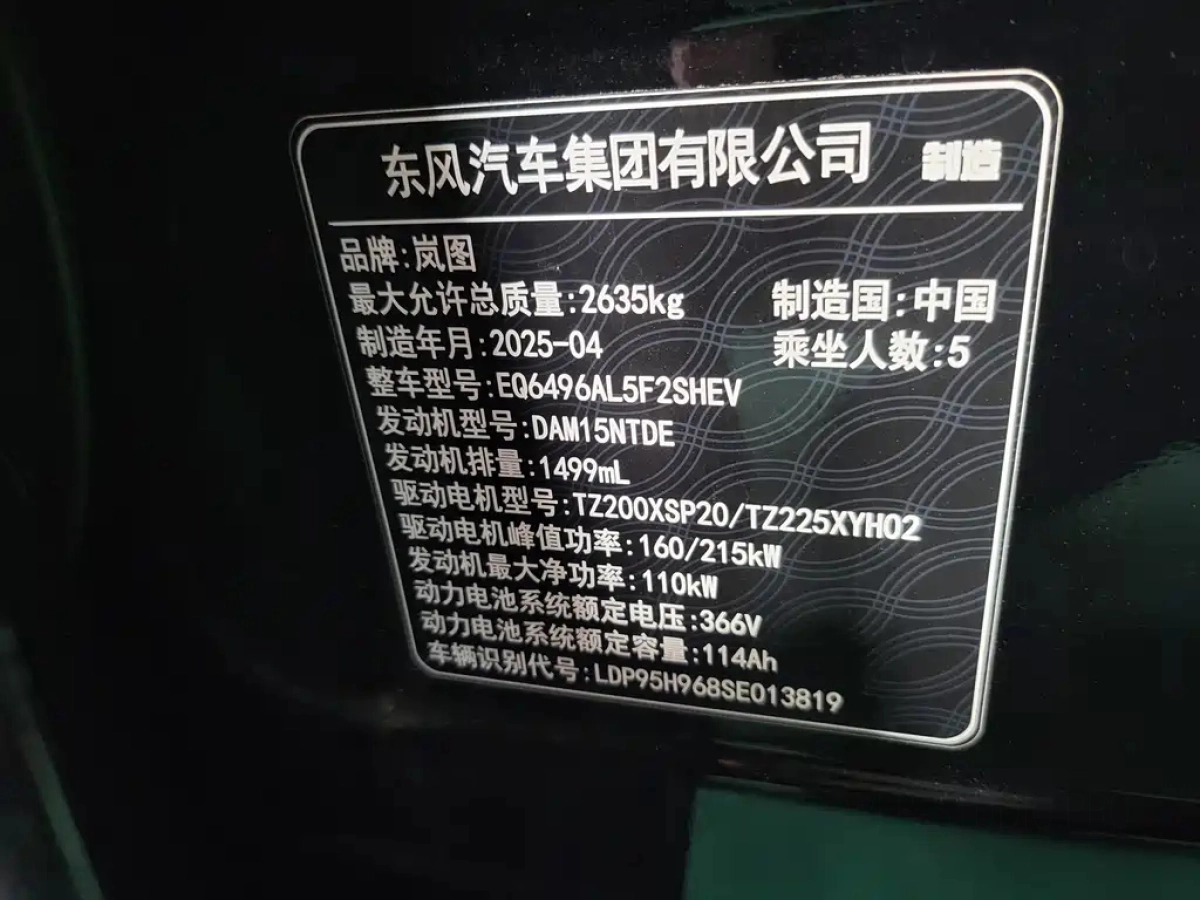 东风汽车集团有限公司 制造
品牌:岚图
最大允许总质量:2635kg 制造国:中国
制造年月:2025-04 乘坐人数:5
整车型号:EQ6496AL5F2SHEV
发动机型号:DAM15NTDE
发动机排量:1499mL
驱动电机型号:TZ200XSP20/TZ225XYH02
驱动电机峰值功率:160/215kW
发动机最大净功率:110kW
动力电池系统额定电压:366V
动力电池系统额定容量:114Ah
车辆识别代号:LDP95H968SE013819